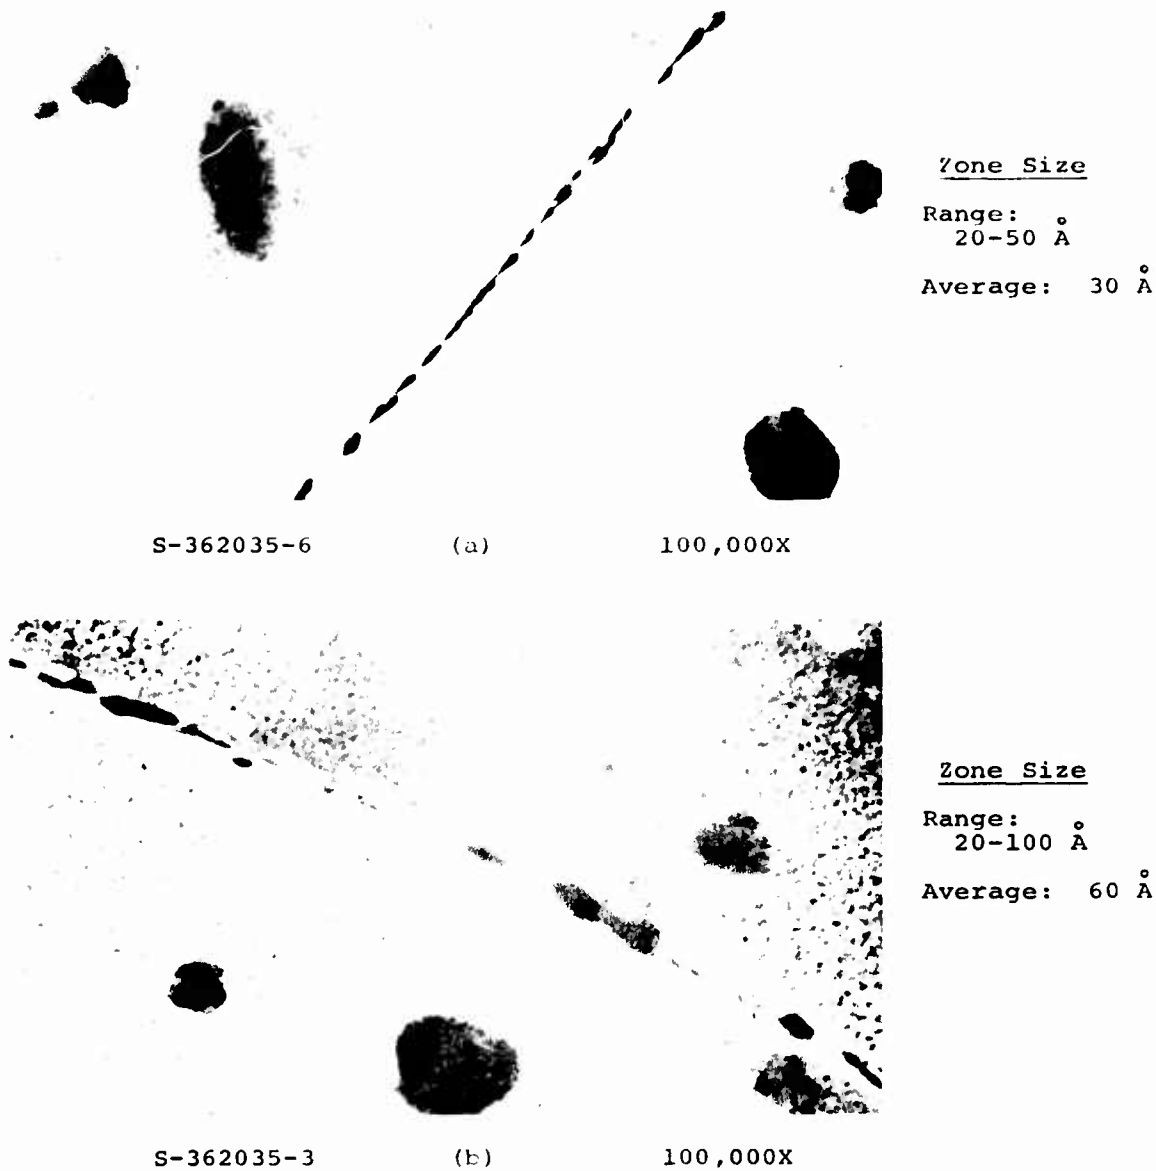 Zone Size
Range:
20-50 Å
Average: 30 Å
S-362035-6 (a) 100,000X
Zone Size
Range:
20-100 Å
Average: 60 Å
S-362035-3 (b) 100,000X